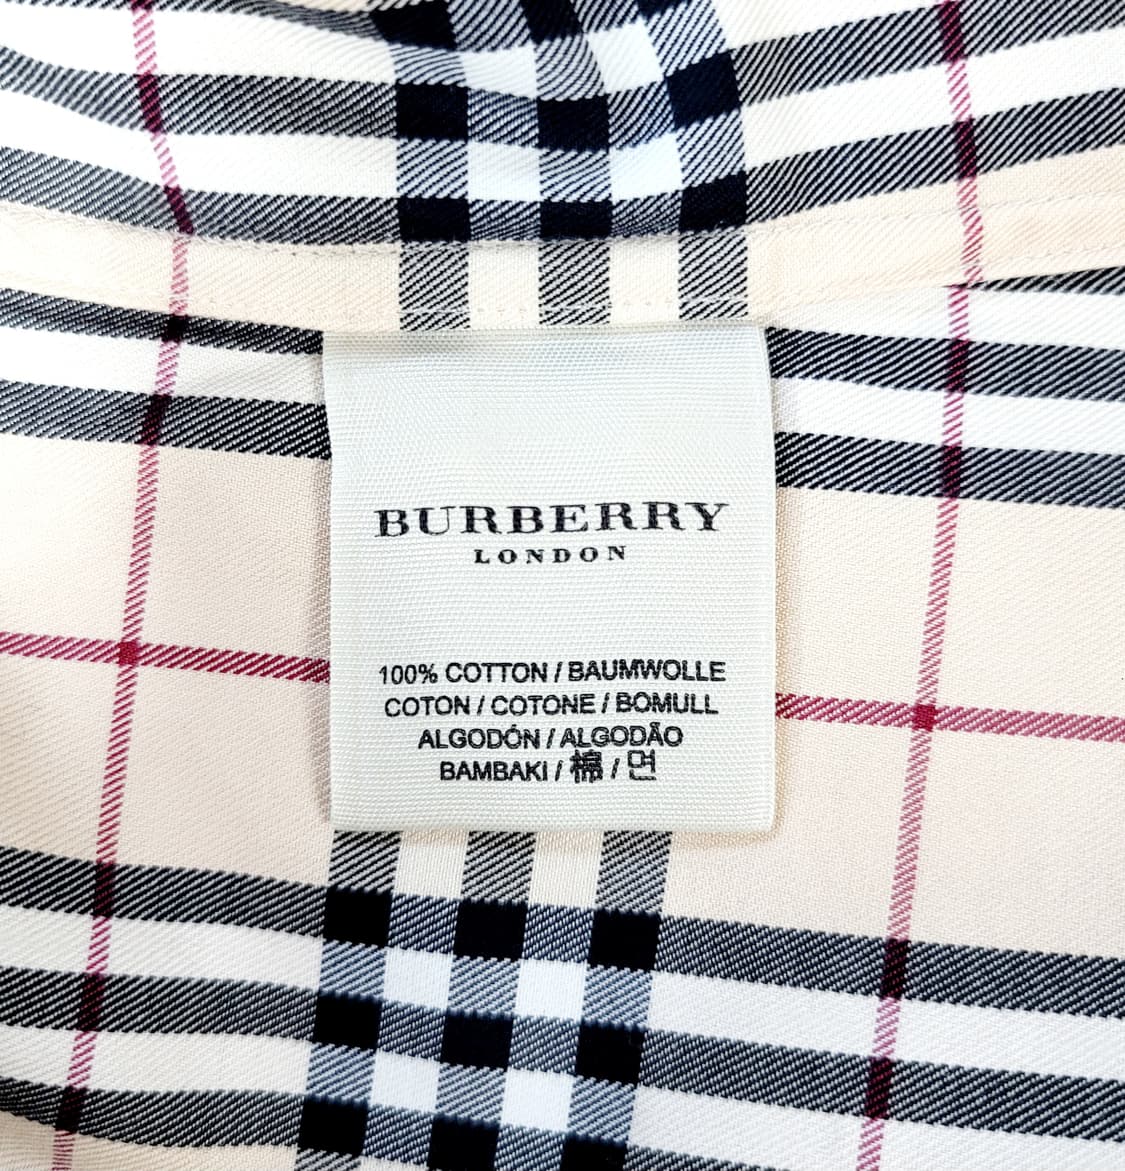 BURBERRY
LONDON
100% COTTON / BAUMWOLLE
COTON / COTONE / BOMULL
ALGODÓN / ALGODÃO
BAMBAKI / 棉 / 면